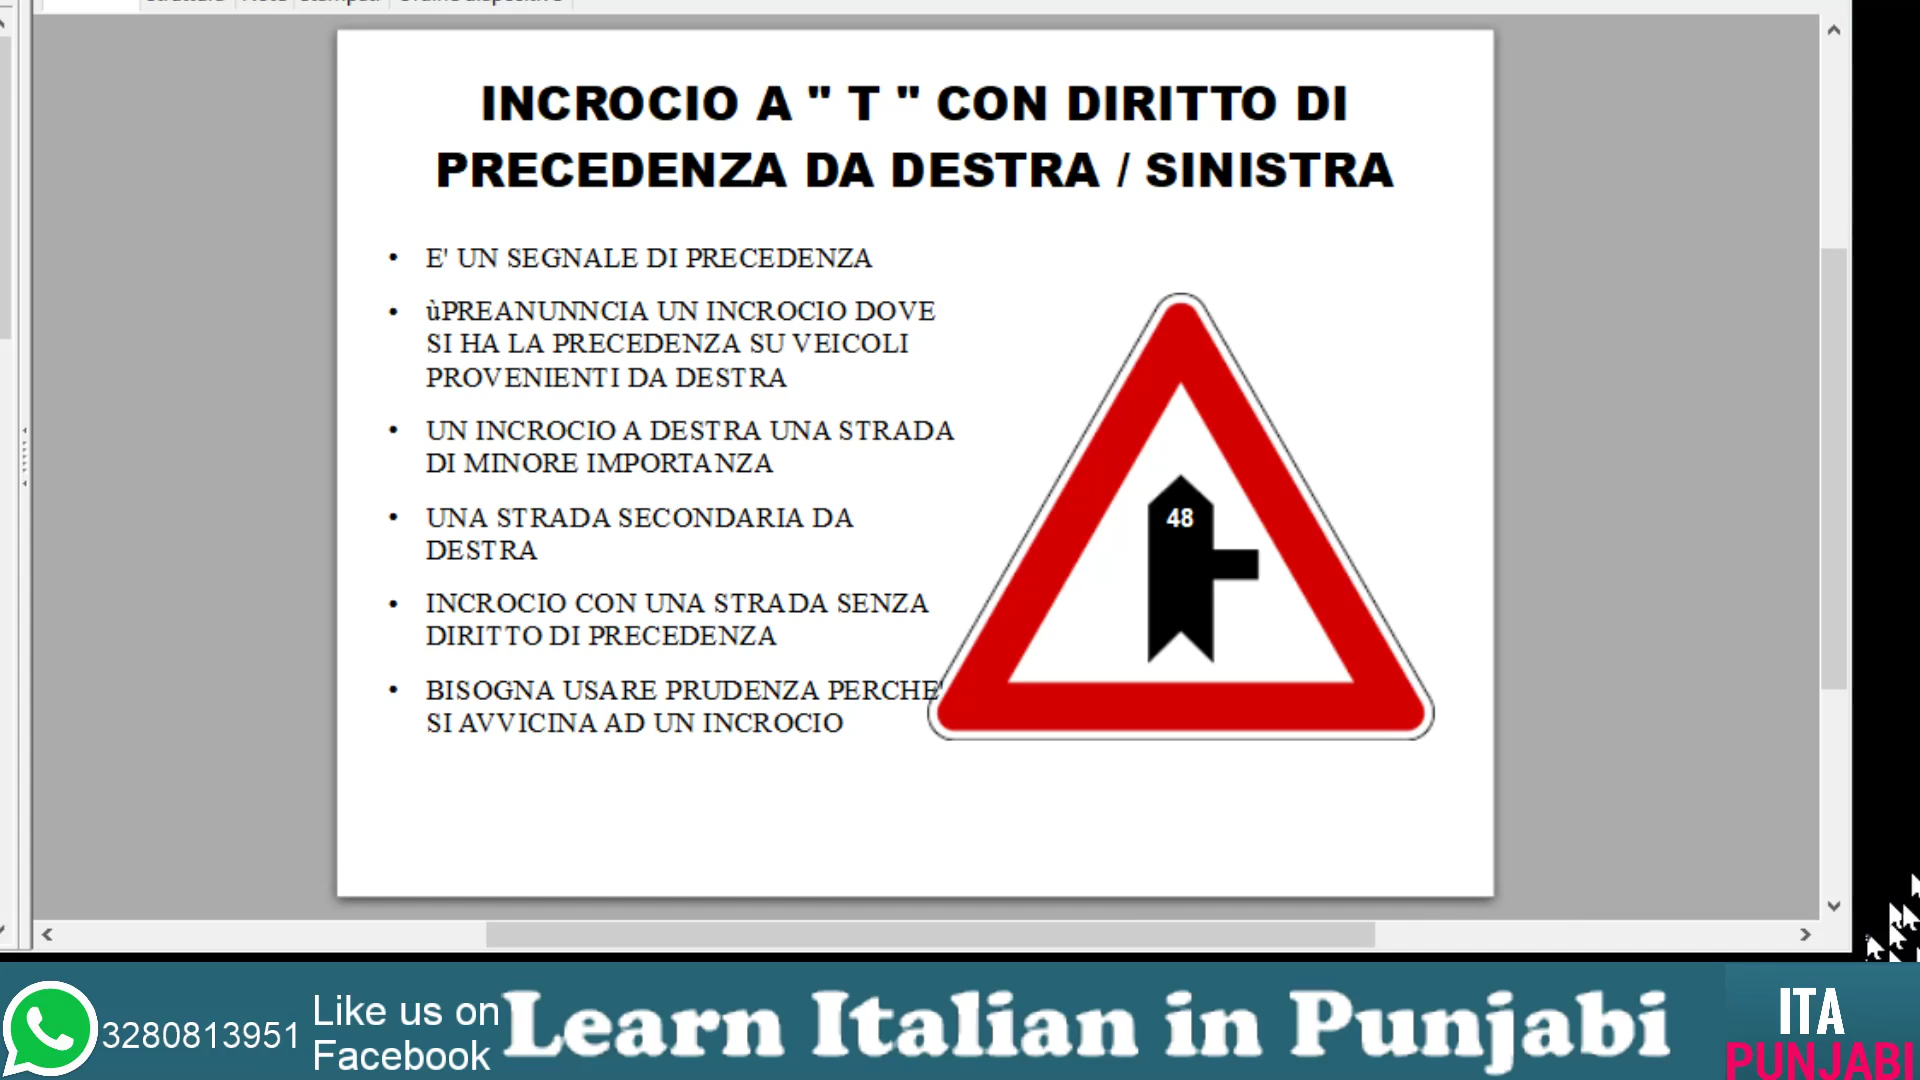 INCROCIO A " T " CON DIRITTO DI
PRECEDENZA DA DESTRA / SINISTRA
• E' UN SEGNALE DI PRECEDENZA
• ùPREANUNNCIA UN INCROCIO DOVE
SI HA LA PRECEDENZA SU VEICOLI
PROVENIENTI DA DESTRA
• UN INCROCIO A DESTRA UNA STRADA
DI MINORE IMPORTANZA
• UNA STRADA SECONDARIA DA
DESTRA
• INCROCIO CON UNA STRADA SENZA
DIRITTO DI PRECEDENZA
• BISOGNA USARE PRUDENZA PERCHE'
SI AVVICINA AD UN INCROCIO
48
3280813951
Like us on
Facebook
Learn Italian in Punjabi
ITA
PUNJABI